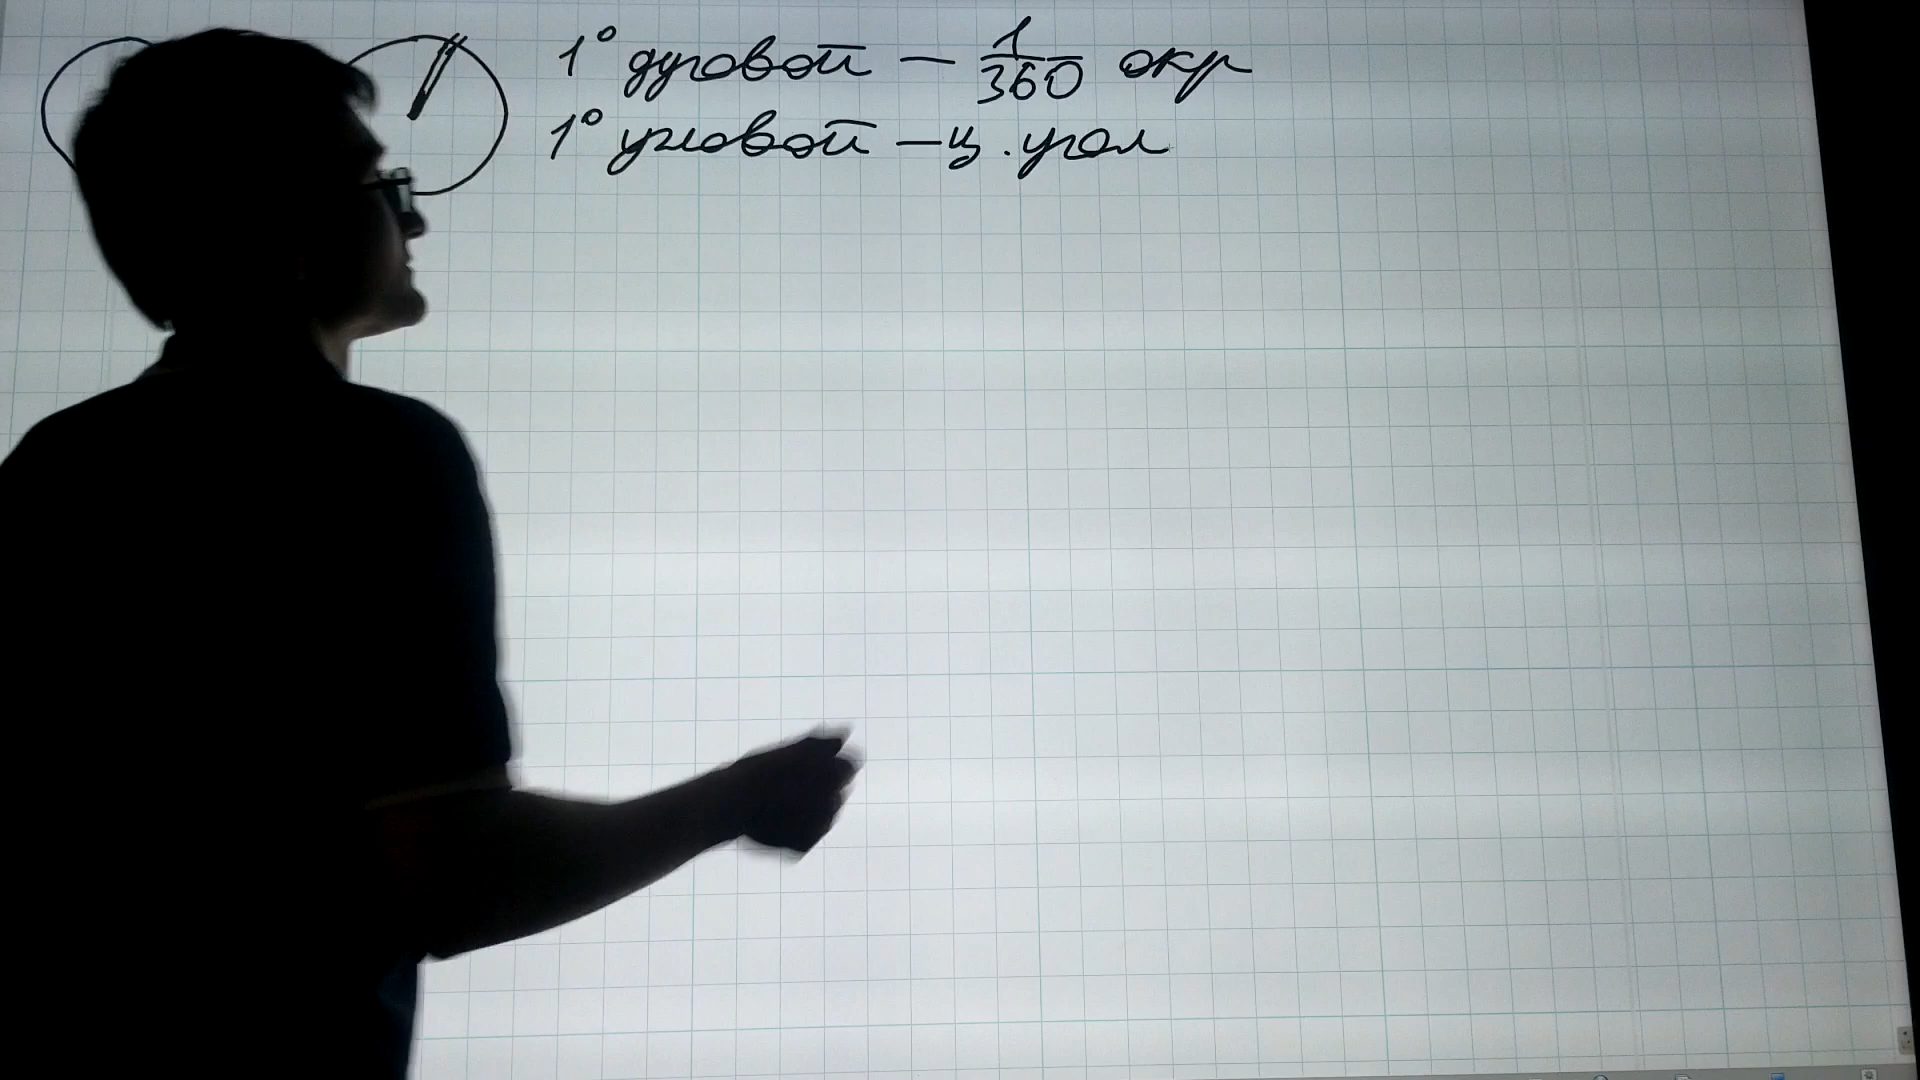 1° дуговой — 1/360 окр
1° угловой — ц. угол